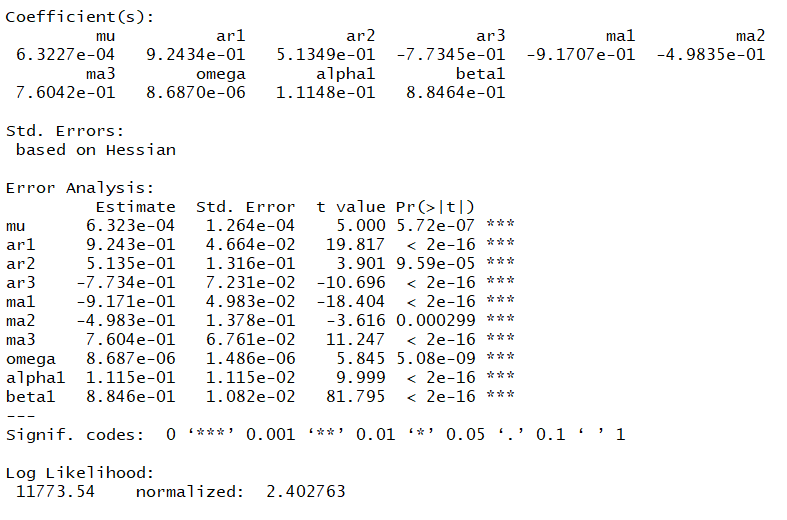 Coefficient(s):
         mu          ar1          ar2          ar3          ma1          ma2
 6.3227e-04   9.2434e-01   5.1349e-01  -7.7345e-01  -9.1707e-01  -4.9835e-01
        ma3        omega       alpha1        beta1
 7.6042e-01   8.6870e-06   1.1148e-01   8.8464e-01

Std. Errors:
 based on Hessian

Error Analysis:
         Estimate  Std. Error  t value Pr(>|t|)
mu      6.323e-04   1.264e-04    5.000 5.72e-07 ***
ar1     9.243e-01   4.664e-02   19.817  < 2e-16 ***
ar2     5.135e-01   1.316e-01    3.901 9.59e-05 ***
ar3    -7.734e-01   7.231e-02  -10.696  < 2e-16 ***
ma1    -9.171e-01   4.983e-02  -18.404  < 2e-16 ***
ma2    -4.983e-01   1.378e-01   -3.616 0.000299 ***
ma3     7.604e-01   6.761e-02   11.247  < 2e-16 ***
omega   8.687e-06   1.486e-06    5.845 5.08e-09 ***
alpha1  1.115e-01   1.115e-02    9.999  < 2e-16 ***
beta1   8.846e-01   1.082e-02   81.795  < 2e-16 ***
---
Signif. codes:  0 ‘***’ 0.001 ‘**’ 0.01 ‘*’ 0.05 ‘.’ 0.1 ‘ ’ 1

Log Likelihood:
 11773.54    normalized:  2.402763